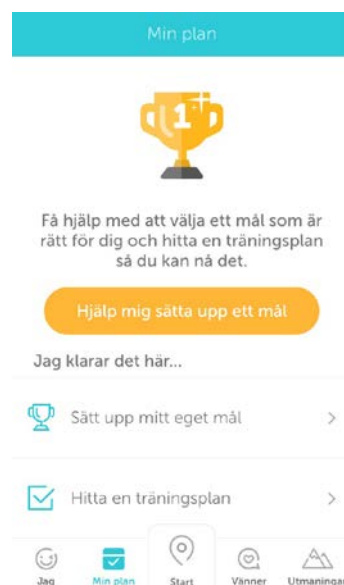 Min plan
1
Få hjälp med att välja ett mål som är
rätt för dig och hitta en träningsplan
så du kan nå det.
Hjälp mig sätta upp ett mål
Jag klarar det här...
Sätt upp mitt eget mål
Hitta en träningsplan
Jag Min plan Start Vänner Utmaningar